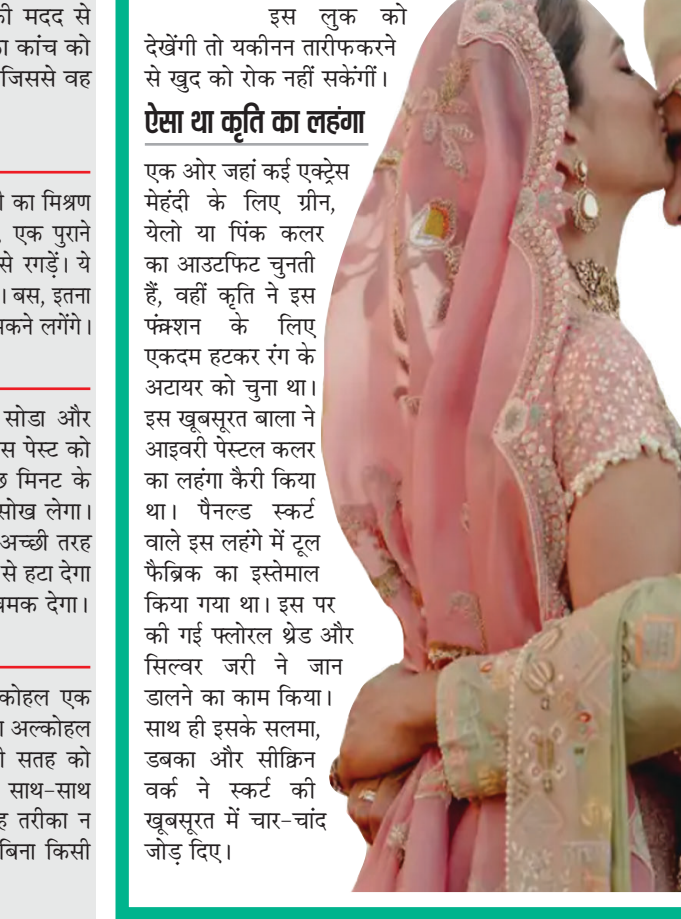 की मदद से
कांच को
जिससे वह
का मिश्रण
एक पुराने
से रगड़ें। ये
। बस, इतना
लगेंगे।
सोडा और
पेस्ट को
मिनट के
सोख लेगा।
अच्छी तरह
से हटा देगा
चमक देगा।
एक
अल्कोहल
सतह को
साथ-साथ
तरीका न
बिना किसी
इस लुक को
देखेंगी तो यकीनन तारीफकरने
से खुद को रोक नहीं सकेंगीं।
ऐसा था कृति का लहंगा
एक ओर जहां कई एक्ट्रेस
मेहंदी के लिए ग्रीन,
येलो या पिंक कलर
का आउटफिट चुनती
हैं, वहीं कृति ने इस
फंक्शन के लिए
एकदम हटकर रंग के
अटायर को चुना था।
इस खूबसूरत बाला ने
आइवरी पेस्टल कलर
का लहंगा कैरी किया
था। पैनल्ड स्कर्ट
वाले इस लहंगे में टूल
फैब्रिक का इस्तेमाल
किया गया था। इस पर
की गई फ्लोरल थ्रेड और
सिल्वर जरी ने जान
डालने का काम किया।
साथ ही इसके सलमा,
डबका और सीक्विन
वर्क ने स्कर्ट की
खूबसूरत में चार-चांद
जोड़ दिए।